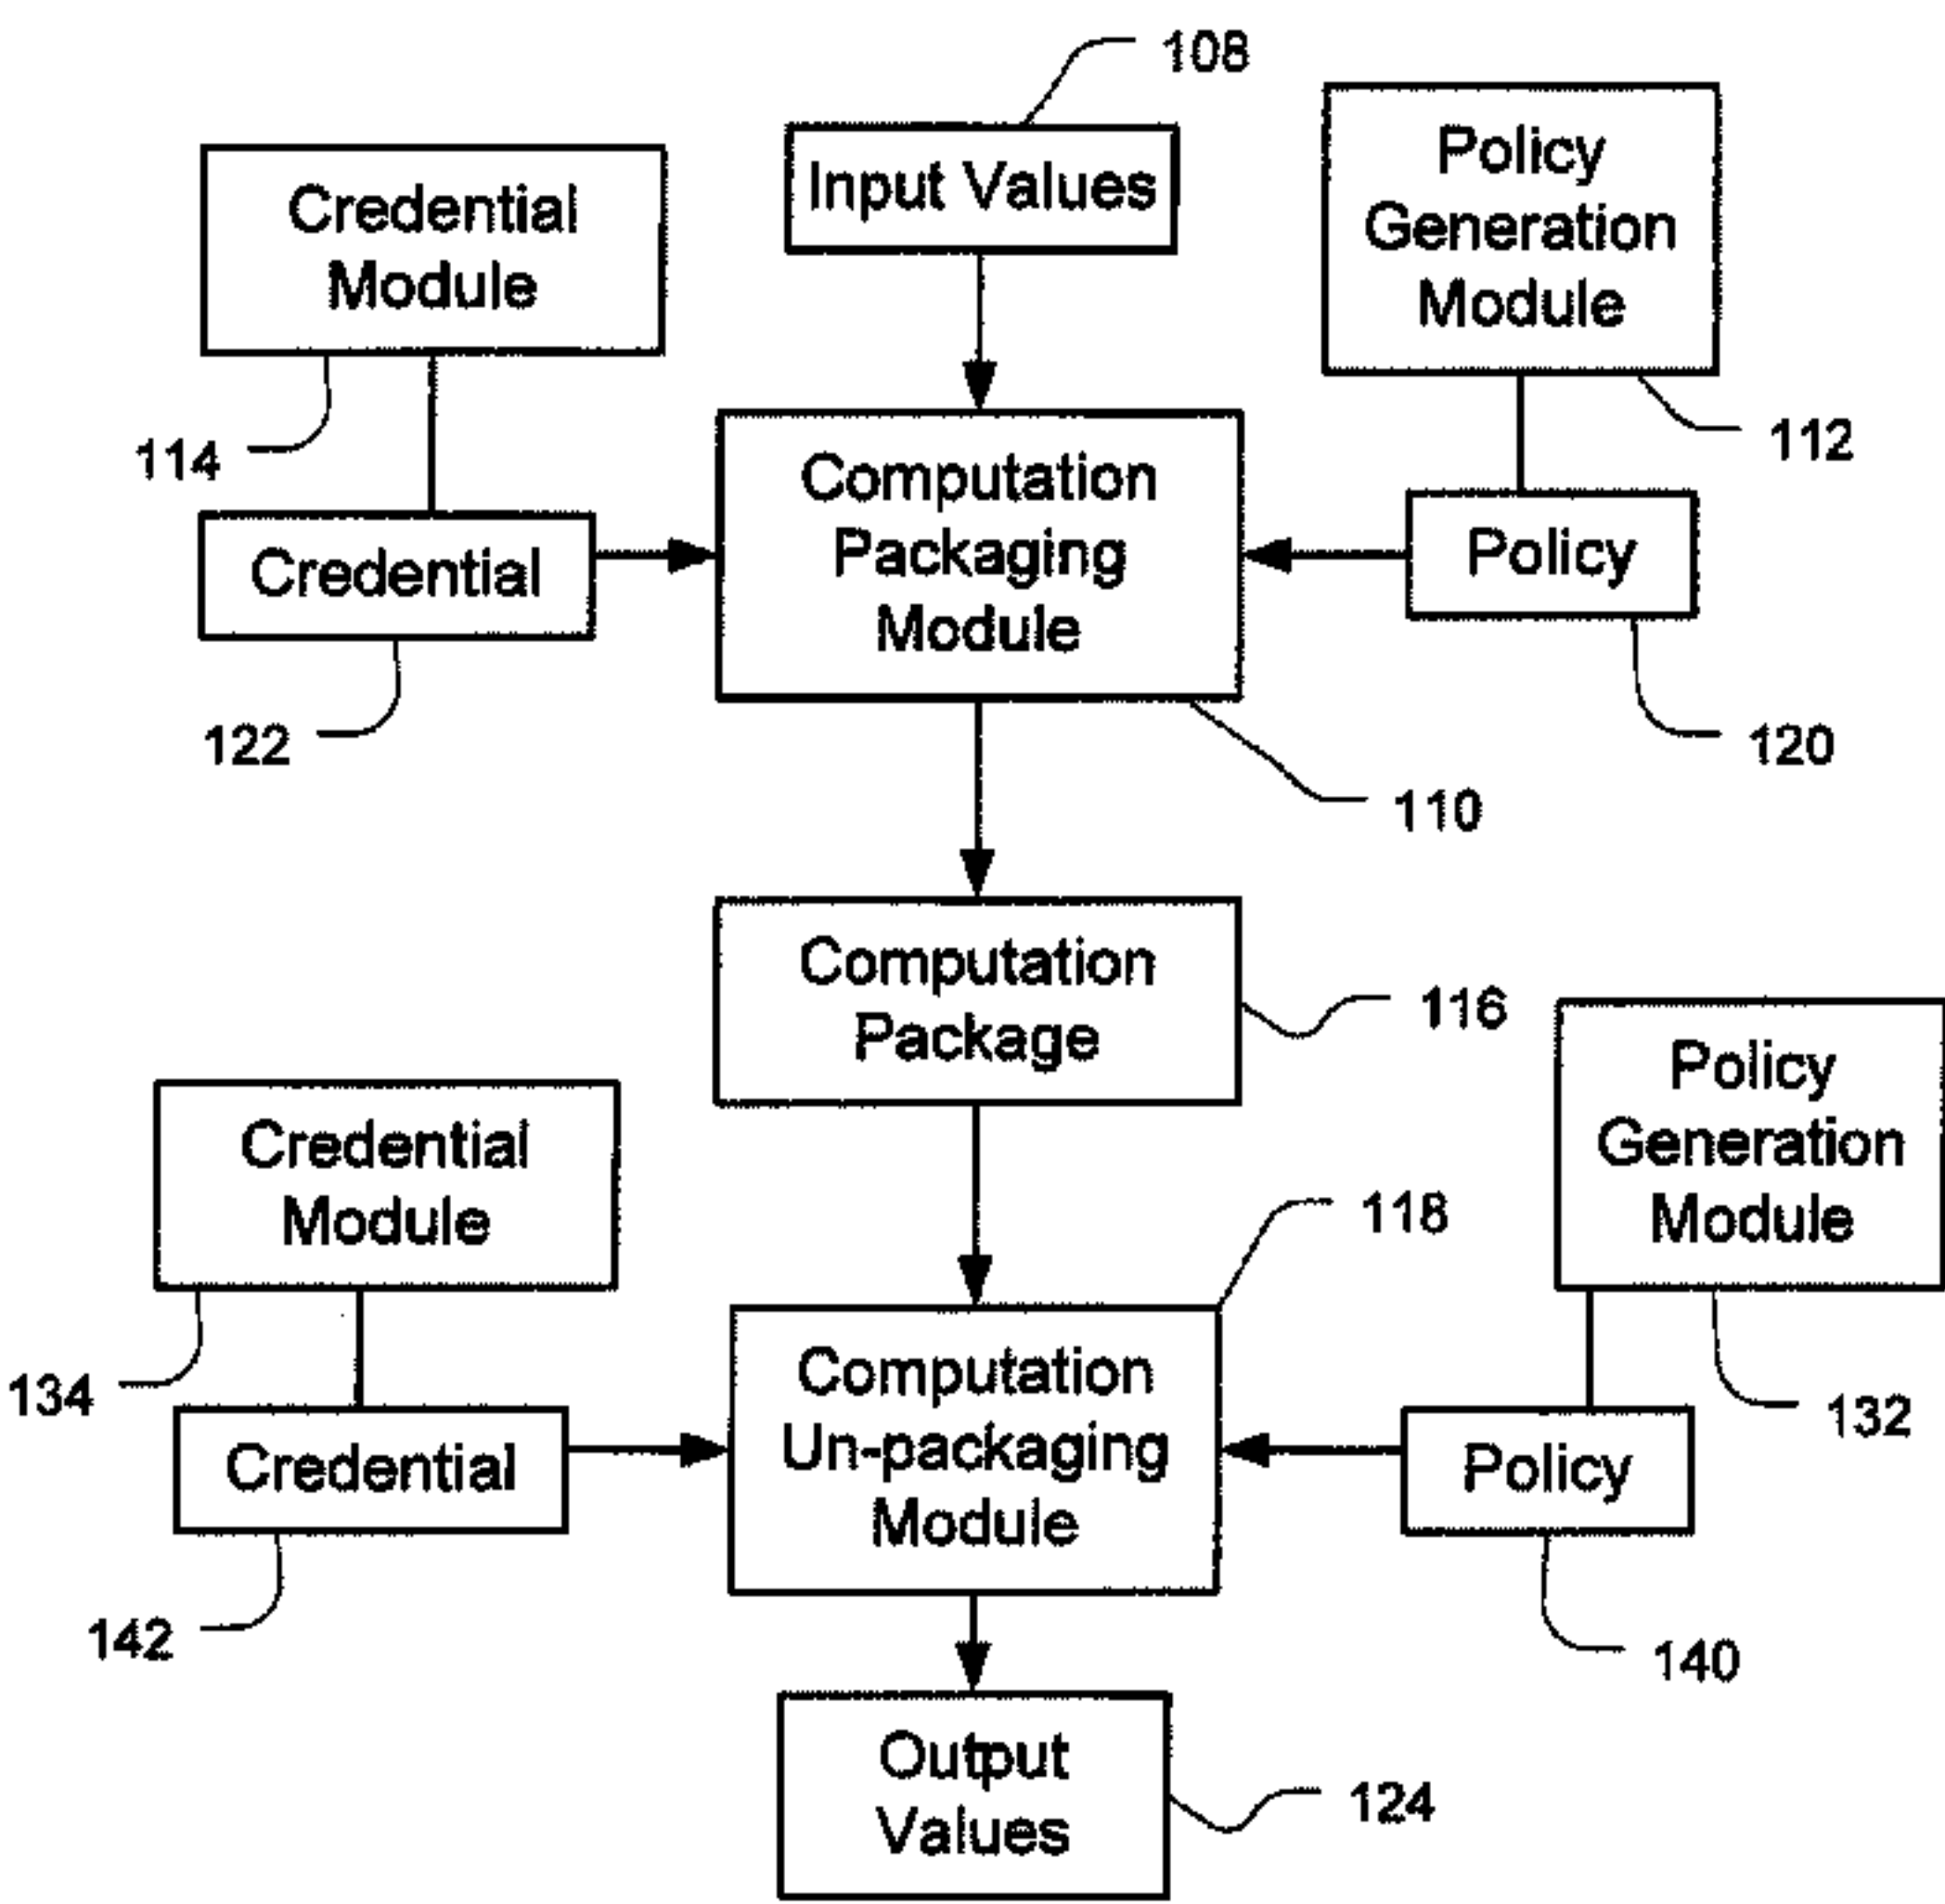 108
Input Values
Credential
Module
Policy
Generation
Module
114
112
Computation
Packaging
Module
Credential
Policy
122
120
110
Computation
Package
116
Policy
Generation
Module
Credential
Module
118
134
132
Computation
Un-packaging
Module
Credential
Policy
142
140
Output
Values
124